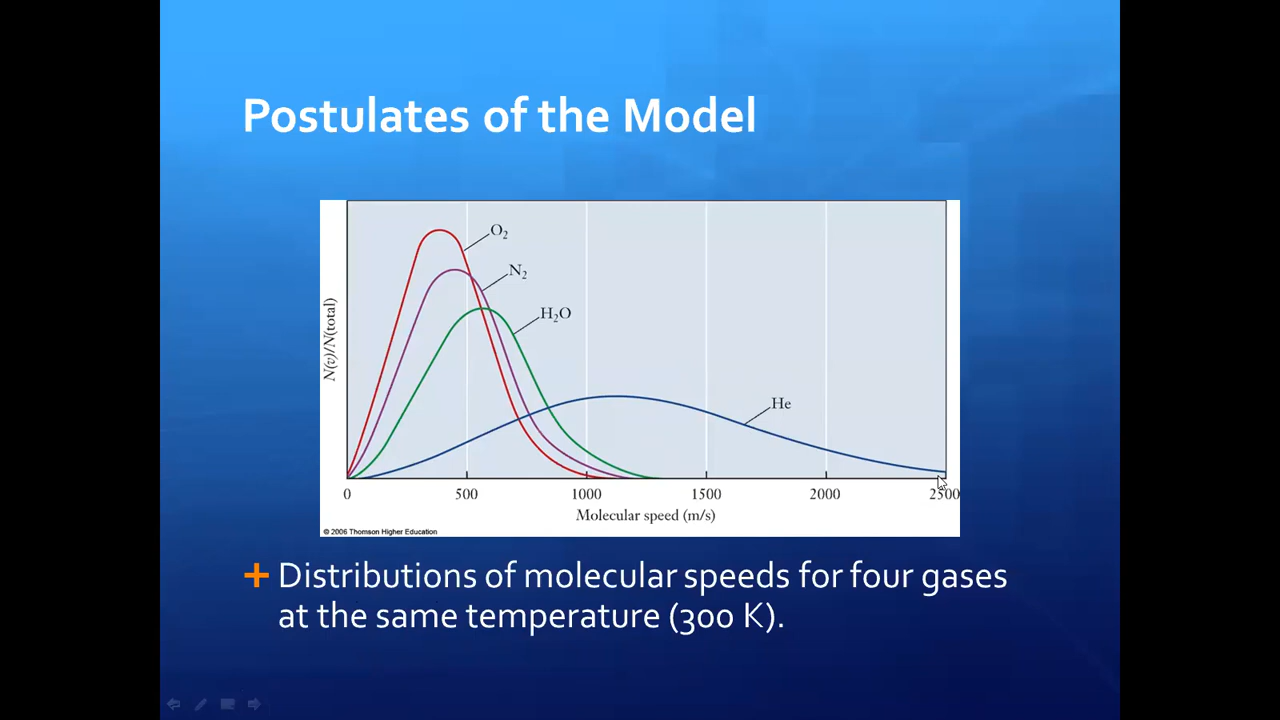 Postulates of the Model
O₂
N₂
H₂O
He
N(v)/N(total)
0 500 1000 1500 2000 2500
Molecular speed (m/s)
© 2006 Thomson Higher Education
Distributions of molecular speeds for four gases
at the same temperature (300 K).